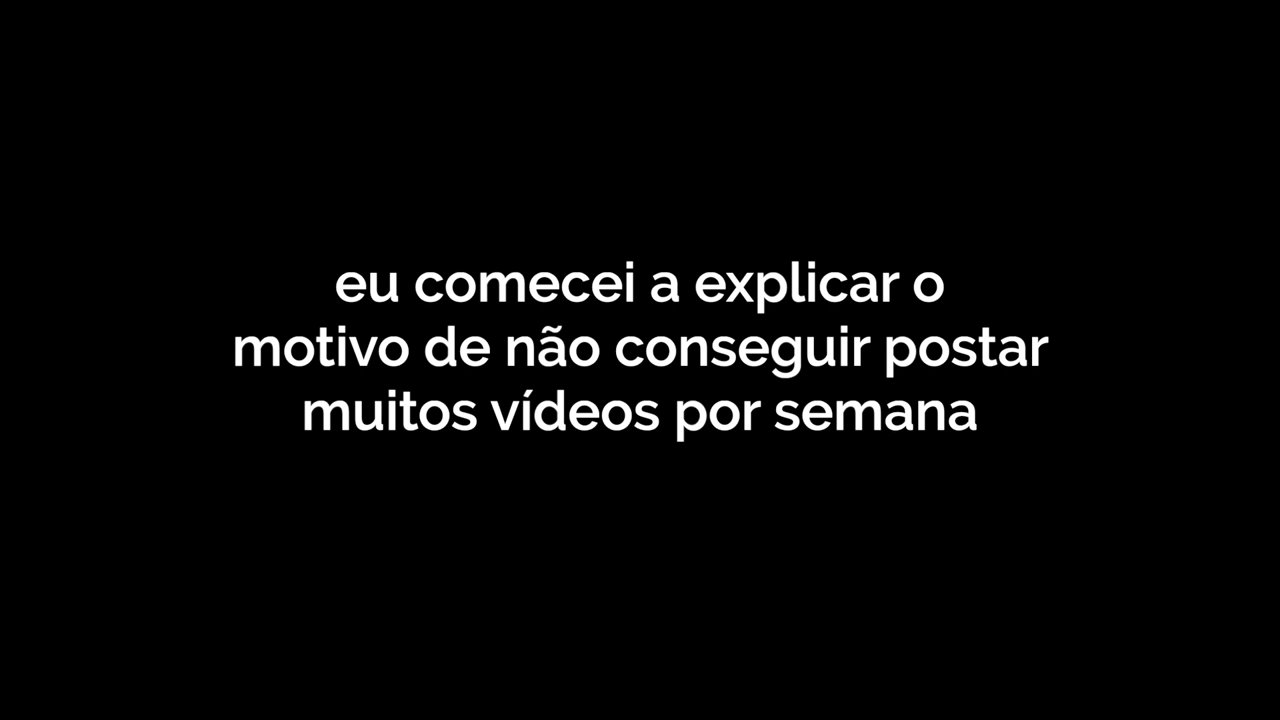 eu comecei a explicar o
motivo de não conseguir postar
muitos vídeos por semana